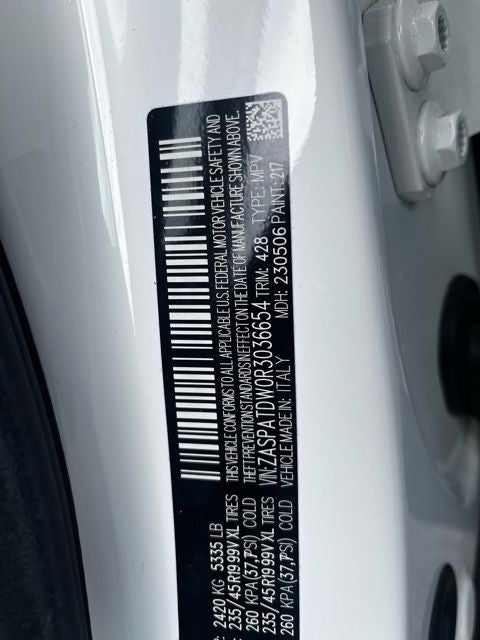 2420 KG 5335 LB
235/45R19 99V XL TIRES
260 KPA(37,7PSI) COLD
235/45R19 99V XL TIRES
260 KPA(37,7PSI) COLD
THIS VEHICLE CONFORMS TO ALL APPLICABLE U.S. FEDERAL MOTOR VEHICLE SAFETY AND
THEFT PREVENTION STANDARDS IN EFFECT ON THE DATE OF MANUFACTURE SHOWN ABOVE.
VIN: ZASPATDW0R3036654 TRIM: 428 TYPE: MPV
VEHICLE MADE IN: ITALY MDH: 230506 PAINT: 217